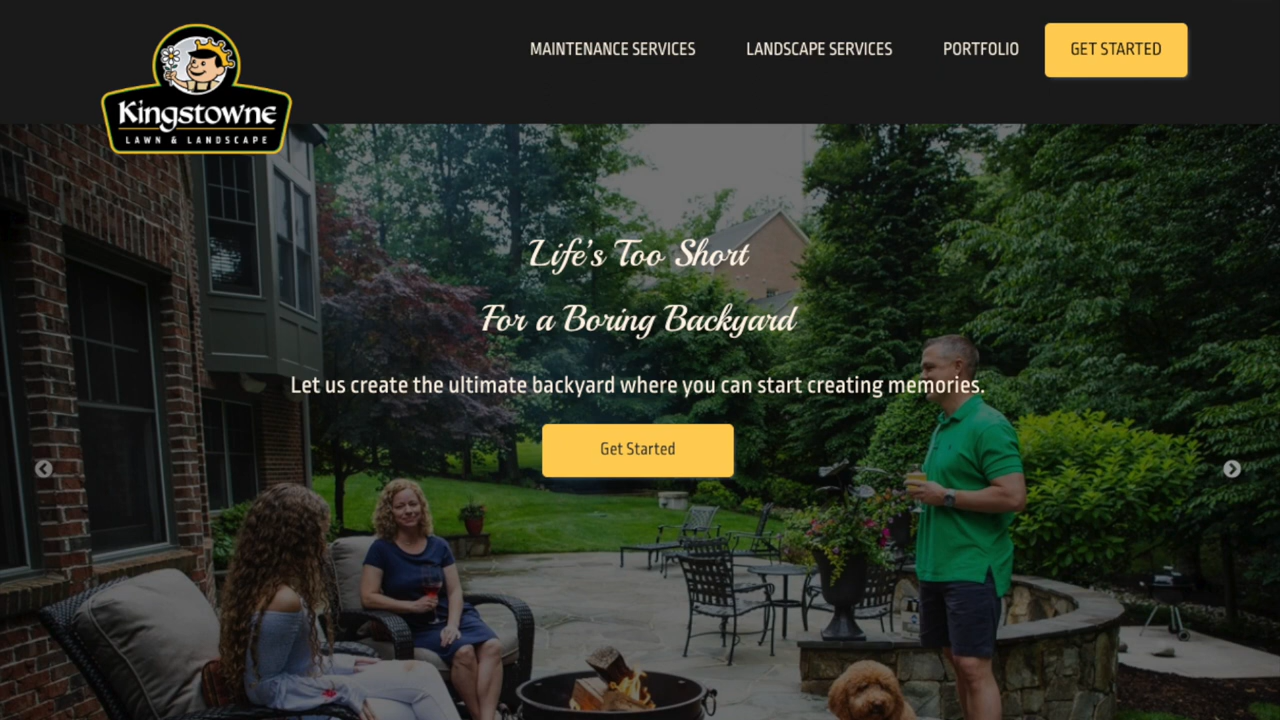 MAINTENANCE SERVICES
LANDSCAPE SERVICES
PORTFOLIO
GET STARTED
Kingstowne
LAWN & LANDSCAPE
Life's Too Short
For a Boring Backyard
Let us create the ultimate backyard where you can start creating memories.
Get Started